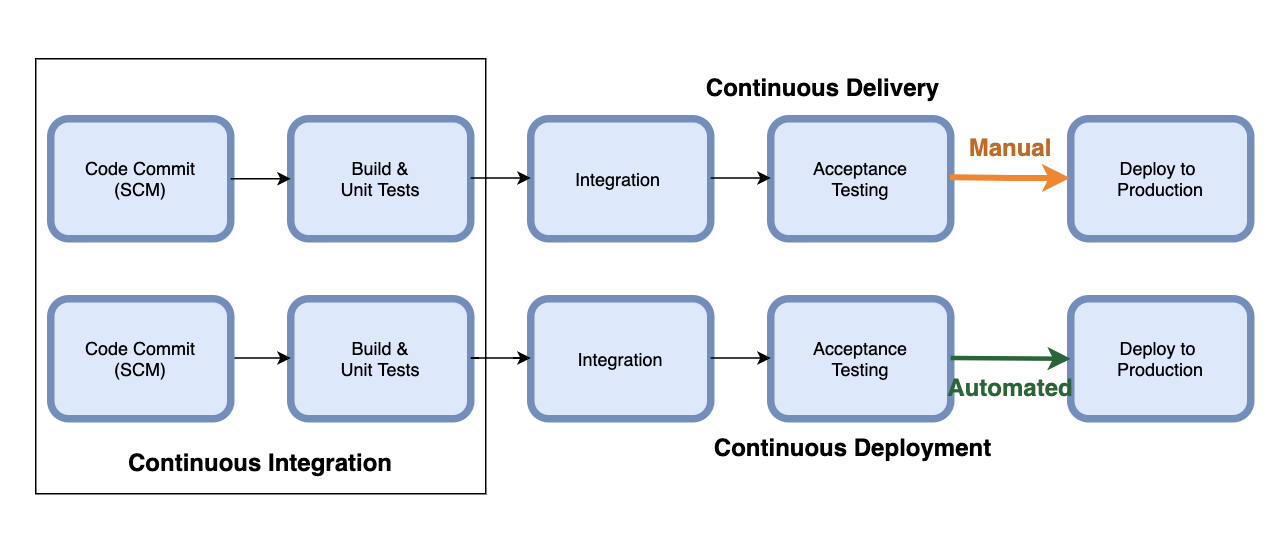 Continuous Delivery
Code Commit
(SCM)
Build &
Unit Tests
Integration
Acceptance
Testing
Manual
Deploy to
Production
Code Commit
(SCM)
Build &
Unit Tests
Integration
Acceptance
Testing
Automated
Deploy to
Production
Continuous Integration
Continuous Deployment